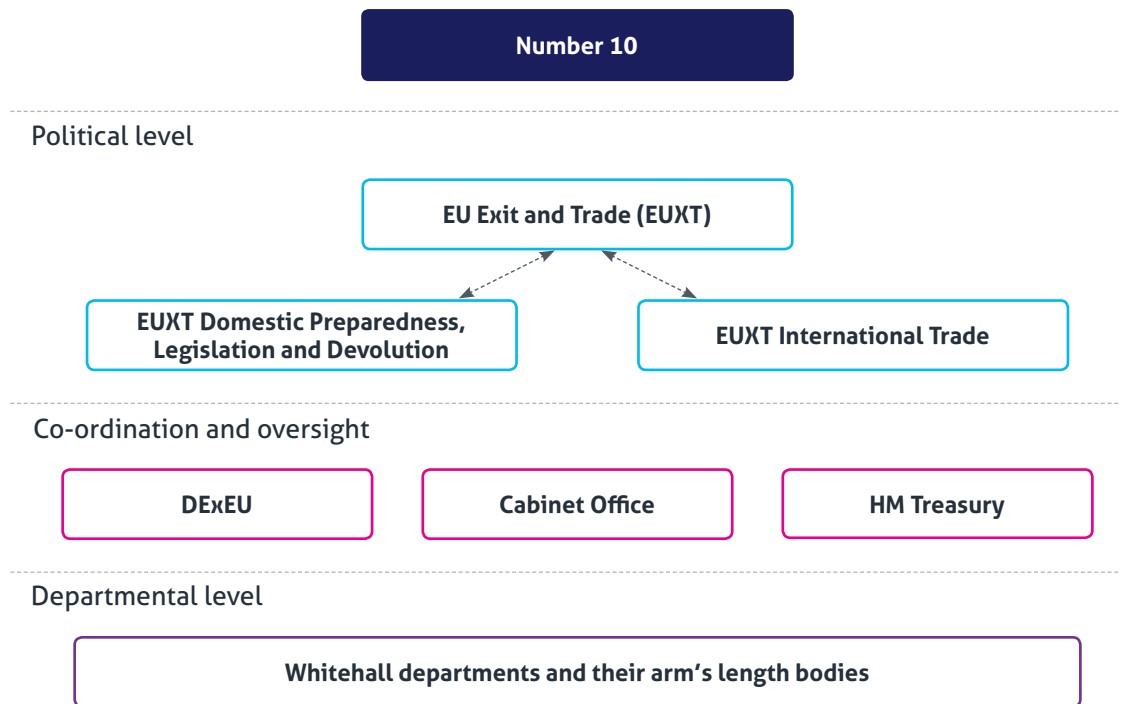 Number 10
Political level
EU Exit and Trade (EUXT)
EUXT Domestic Preparedness,
Legislation and Devolution
EUXT International Trade
Co-ordination and oversight
DExEU
Cabinet Office
HM Treasury
Departmental level
Whitehall departments and their arm’s length bodies